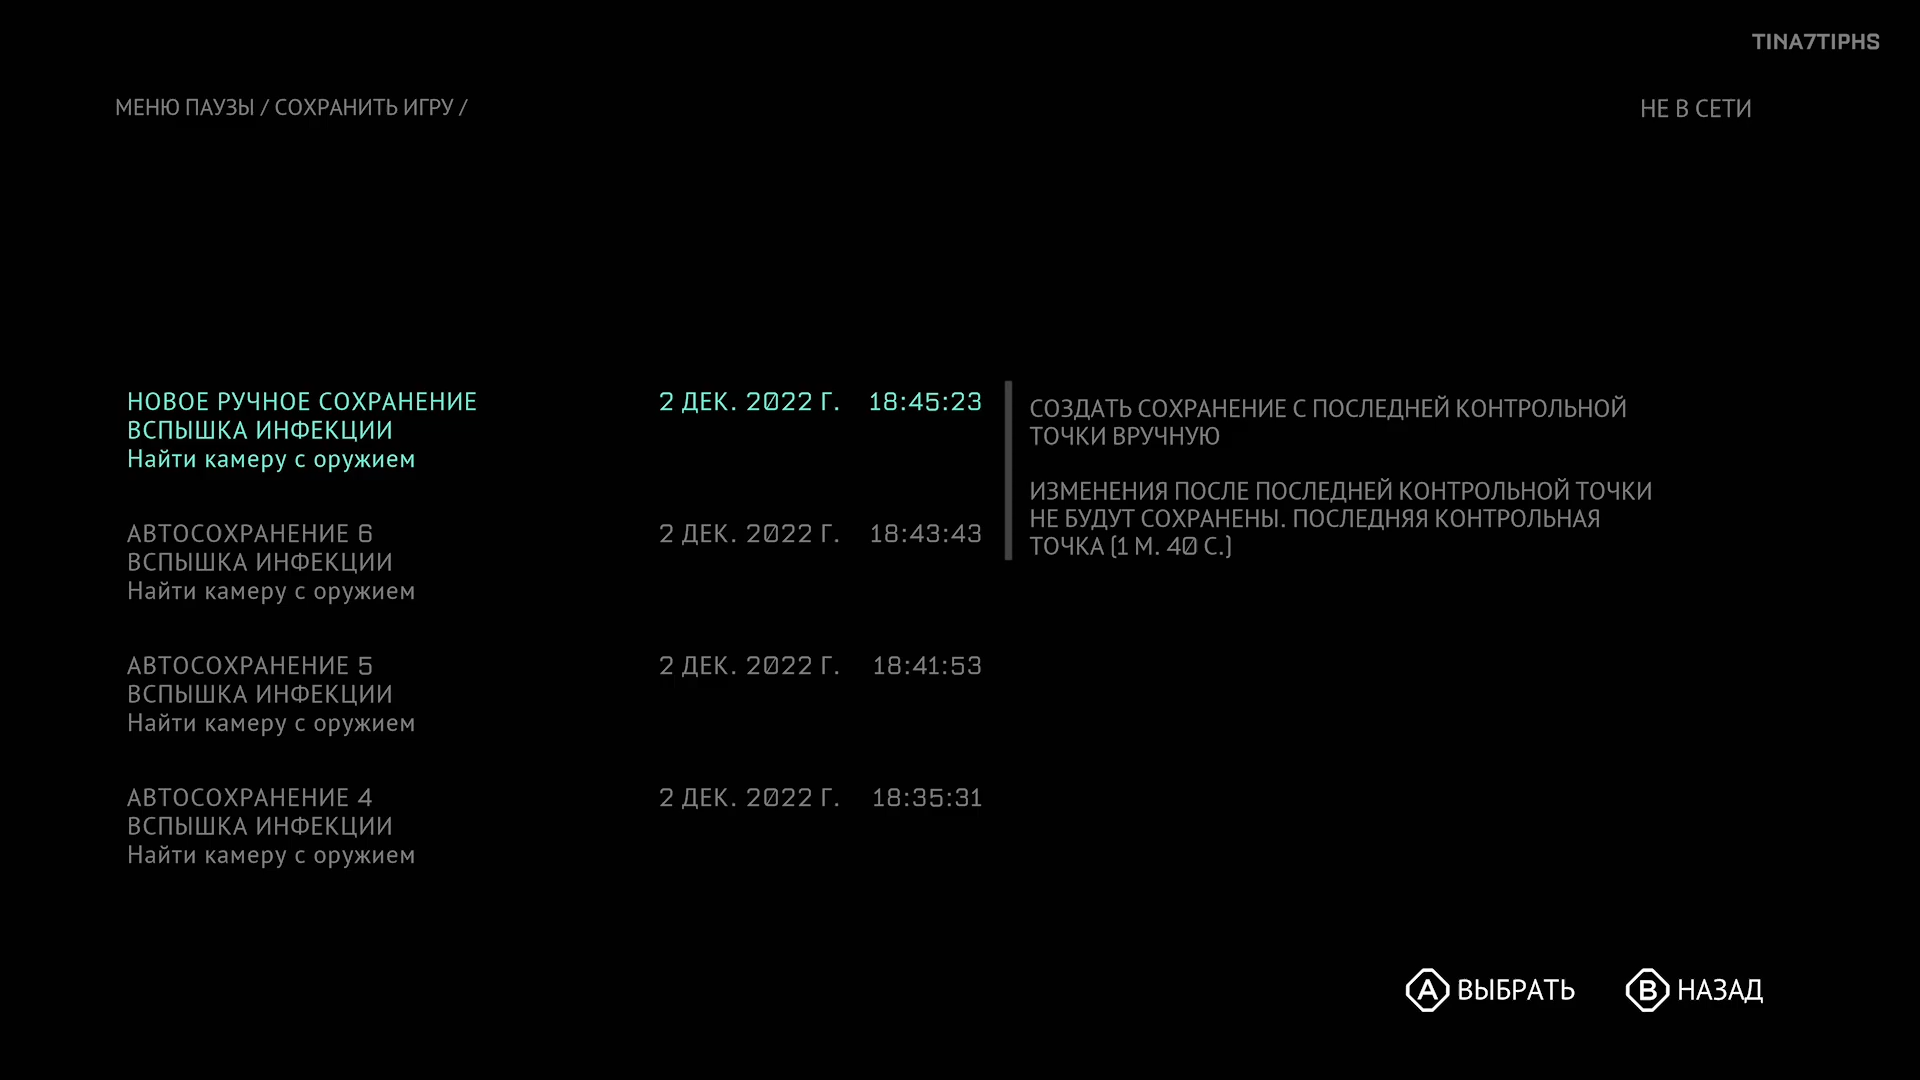 TINA7TIPHS
МЕНЮ ПАУЗЫ / СОХРАНИТЬ ИГРУ /
НЕ В СЕТИ
НОВОЕ РУЧНОЕ СОХРАНЕНИЕ 2 ДЕК. 2022 Г. 18:45:23
ВСПЫШКА ИНФЕКЦИИ
Найти камеру с оружием
СОЗДАТЬ СОХРАНЕНИЕ С ПОСЛЕДНЕЙ КОНТРОЛЬНОЙ
ТОЧКИ ВРУЧНУЮ
ИЗМЕНЕНИЯ ПОСЛЕ ПОСЛЕДНЕЙ КОНТРОЛЬНОЙ ТОЧКИ
НЕ БУДУТ СОХРАНЕНЫ. ПОСЛЕДНЯЯ КОНТРОЛЬНАЯ
ТОЧКА (1 М. 40 С.)
АВТОСОХРАНЕНИЕ 6 2 ДЕК. 2022 Г. 18:43:43
ВСПЫШКА ИНФЕКЦИИ
Найти камеру с оружием
АВТОСОХРАНЕНИЕ 5 2 ДЕК. 2022 Г. 18:41:53
ВСПЫШКА ИНФЕКЦИИ
Найти камеру с оружием
АВТОСОХРАНЕНИЕ 4 2 ДЕК. 2022 Г. 18:35:31
ВСПЫШКА ИНФЕКЦИИ
Найти камеру с оружием
A ВЫБРАТЬ B НАЗАД